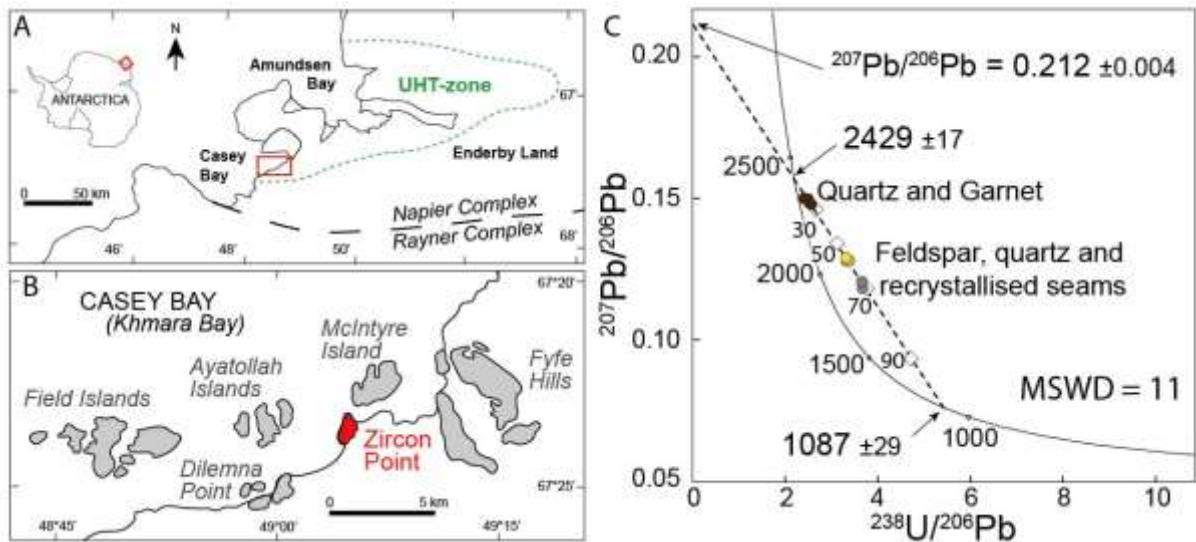 A
N
ANTARCTICA
Amundsen
Bay
UHT-zone
67°
Casey
Bay
Enderby Land
0 50 km
Napier Complex
Rayner Complex
46°
48°
50°
68°
B
CASEY BAY
(Khmara Bay)
67°20
McIntyre
Island
Ayatollah
Islands
Fyfe
Hills
Field Islands
Zircon
Point
Dilemna
Point
0 5 km
67°25
48°45
49°00
49°15
C
0.20
²⁰⁷Pb/²⁰⁶Pb = 0.212 ±0.004
2429 ±17
2500
0.15
Quartz and Garnet
30
50
Feldspar, quartz and
recrystallised seams
2000
70
0.10
1500
90
MSWD = 11
1087 ±29
1000
0.05
0 2 4 6 8 10
²⁰⁷Pb/²⁰⁶Pb
²³⁸U/²⁰⁶Pb